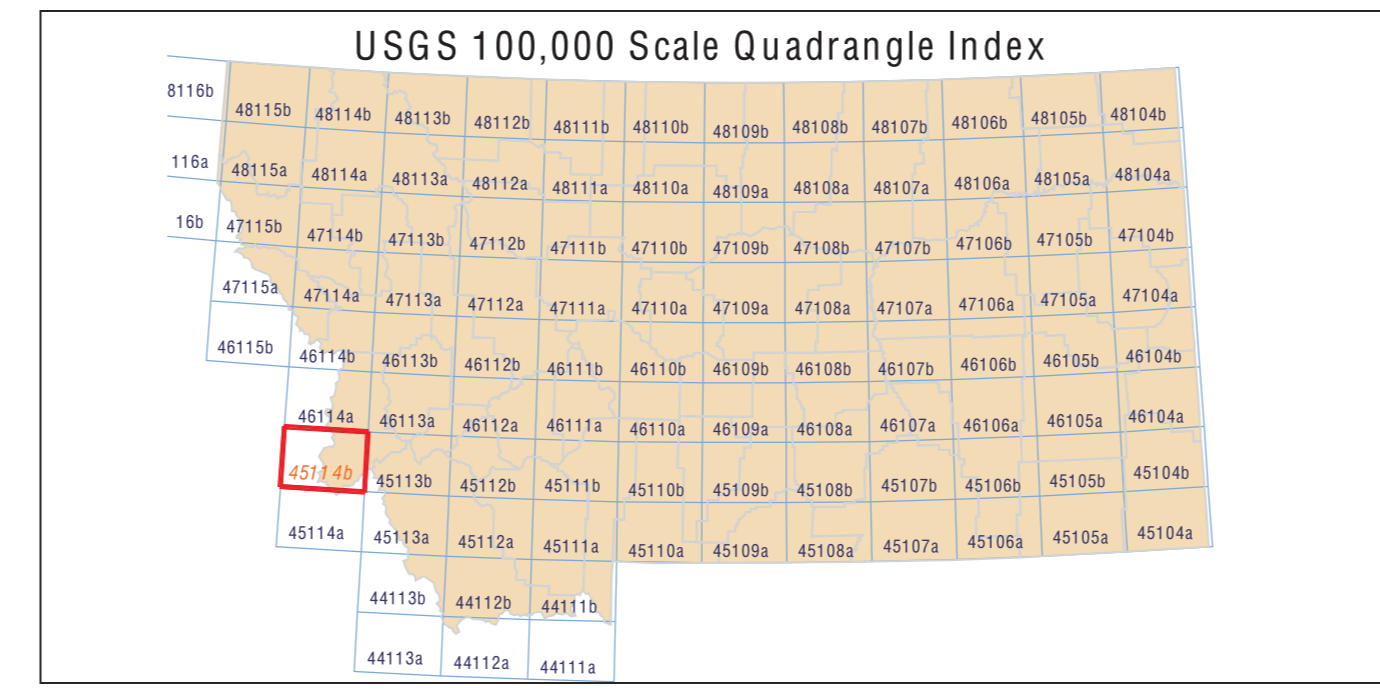 USGS 100,000 Scale Quadrangle Index
8116b 48115b 48114b 48113b 48112b 48111b 48110b 48109b 48108b 48107b 48106b 48105b 48104b
116a 48115a 48114a 48113a 48112a 48111a 48110a 48109a 48108a 48107a 48106a 48105a 48104a
16b 47115b 47114b 47113b 47112b 47111b 47110b 47109b 47108b 47107b 47106b 47105b 47104b
47115a 47114a 47113a 47112a 47111a 47110a 47109a 47108a 47107a 47106a 47105a 47104a
46115b 46114b 46113b 46112b 46111b 46110b 46109b 46108b 46107b 46106b 46105b 46104b
46114a 46113a 46112a 46111a 46110a 46109a 46108a 46107a 46106a 46105a 46104a
45114b 45113b 45112b 45111b 45110b 45109b 45108b 45107b 45106b 45105b 45104b
45114a 45113a 45112a 45111a 45110a 45109a 45108a 45107a 45106a 45105a 45104a
44113b 44112b 44111b
44113a 44112a 44111a